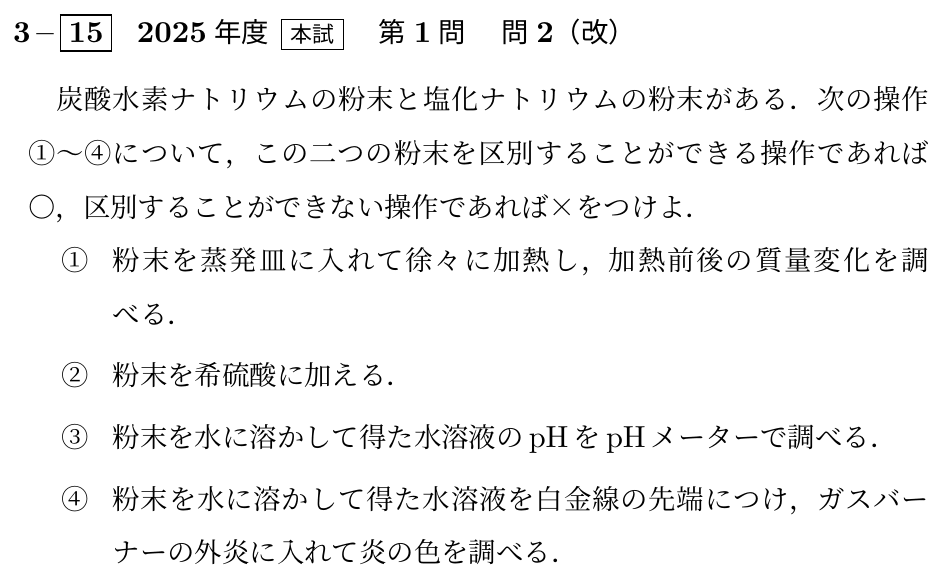 3－15 2025 年度 本試 第 1 問 問 2（改）
炭酸水素ナトリウムの粉末と塩化ナトリウムの粉末がある．次の操作
①～④について，この二つの粉末を区別することができる操作であれば
〇，区別することができない操作であれば×をつけよ．
① 粉末を蒸発皿に入れて徐々に加熱し，加熱前後の質量変化を調
べる．
② 粉末を希硫酸に加える．
③ 粉末を水に溶かして得た水溶液の pH を pH メーターで調べる．
④ 粉末を水に溶かして得た水溶液を白金線の先端につけ，ガスバー
ナーの外炎に入れて炎の色を調べる．